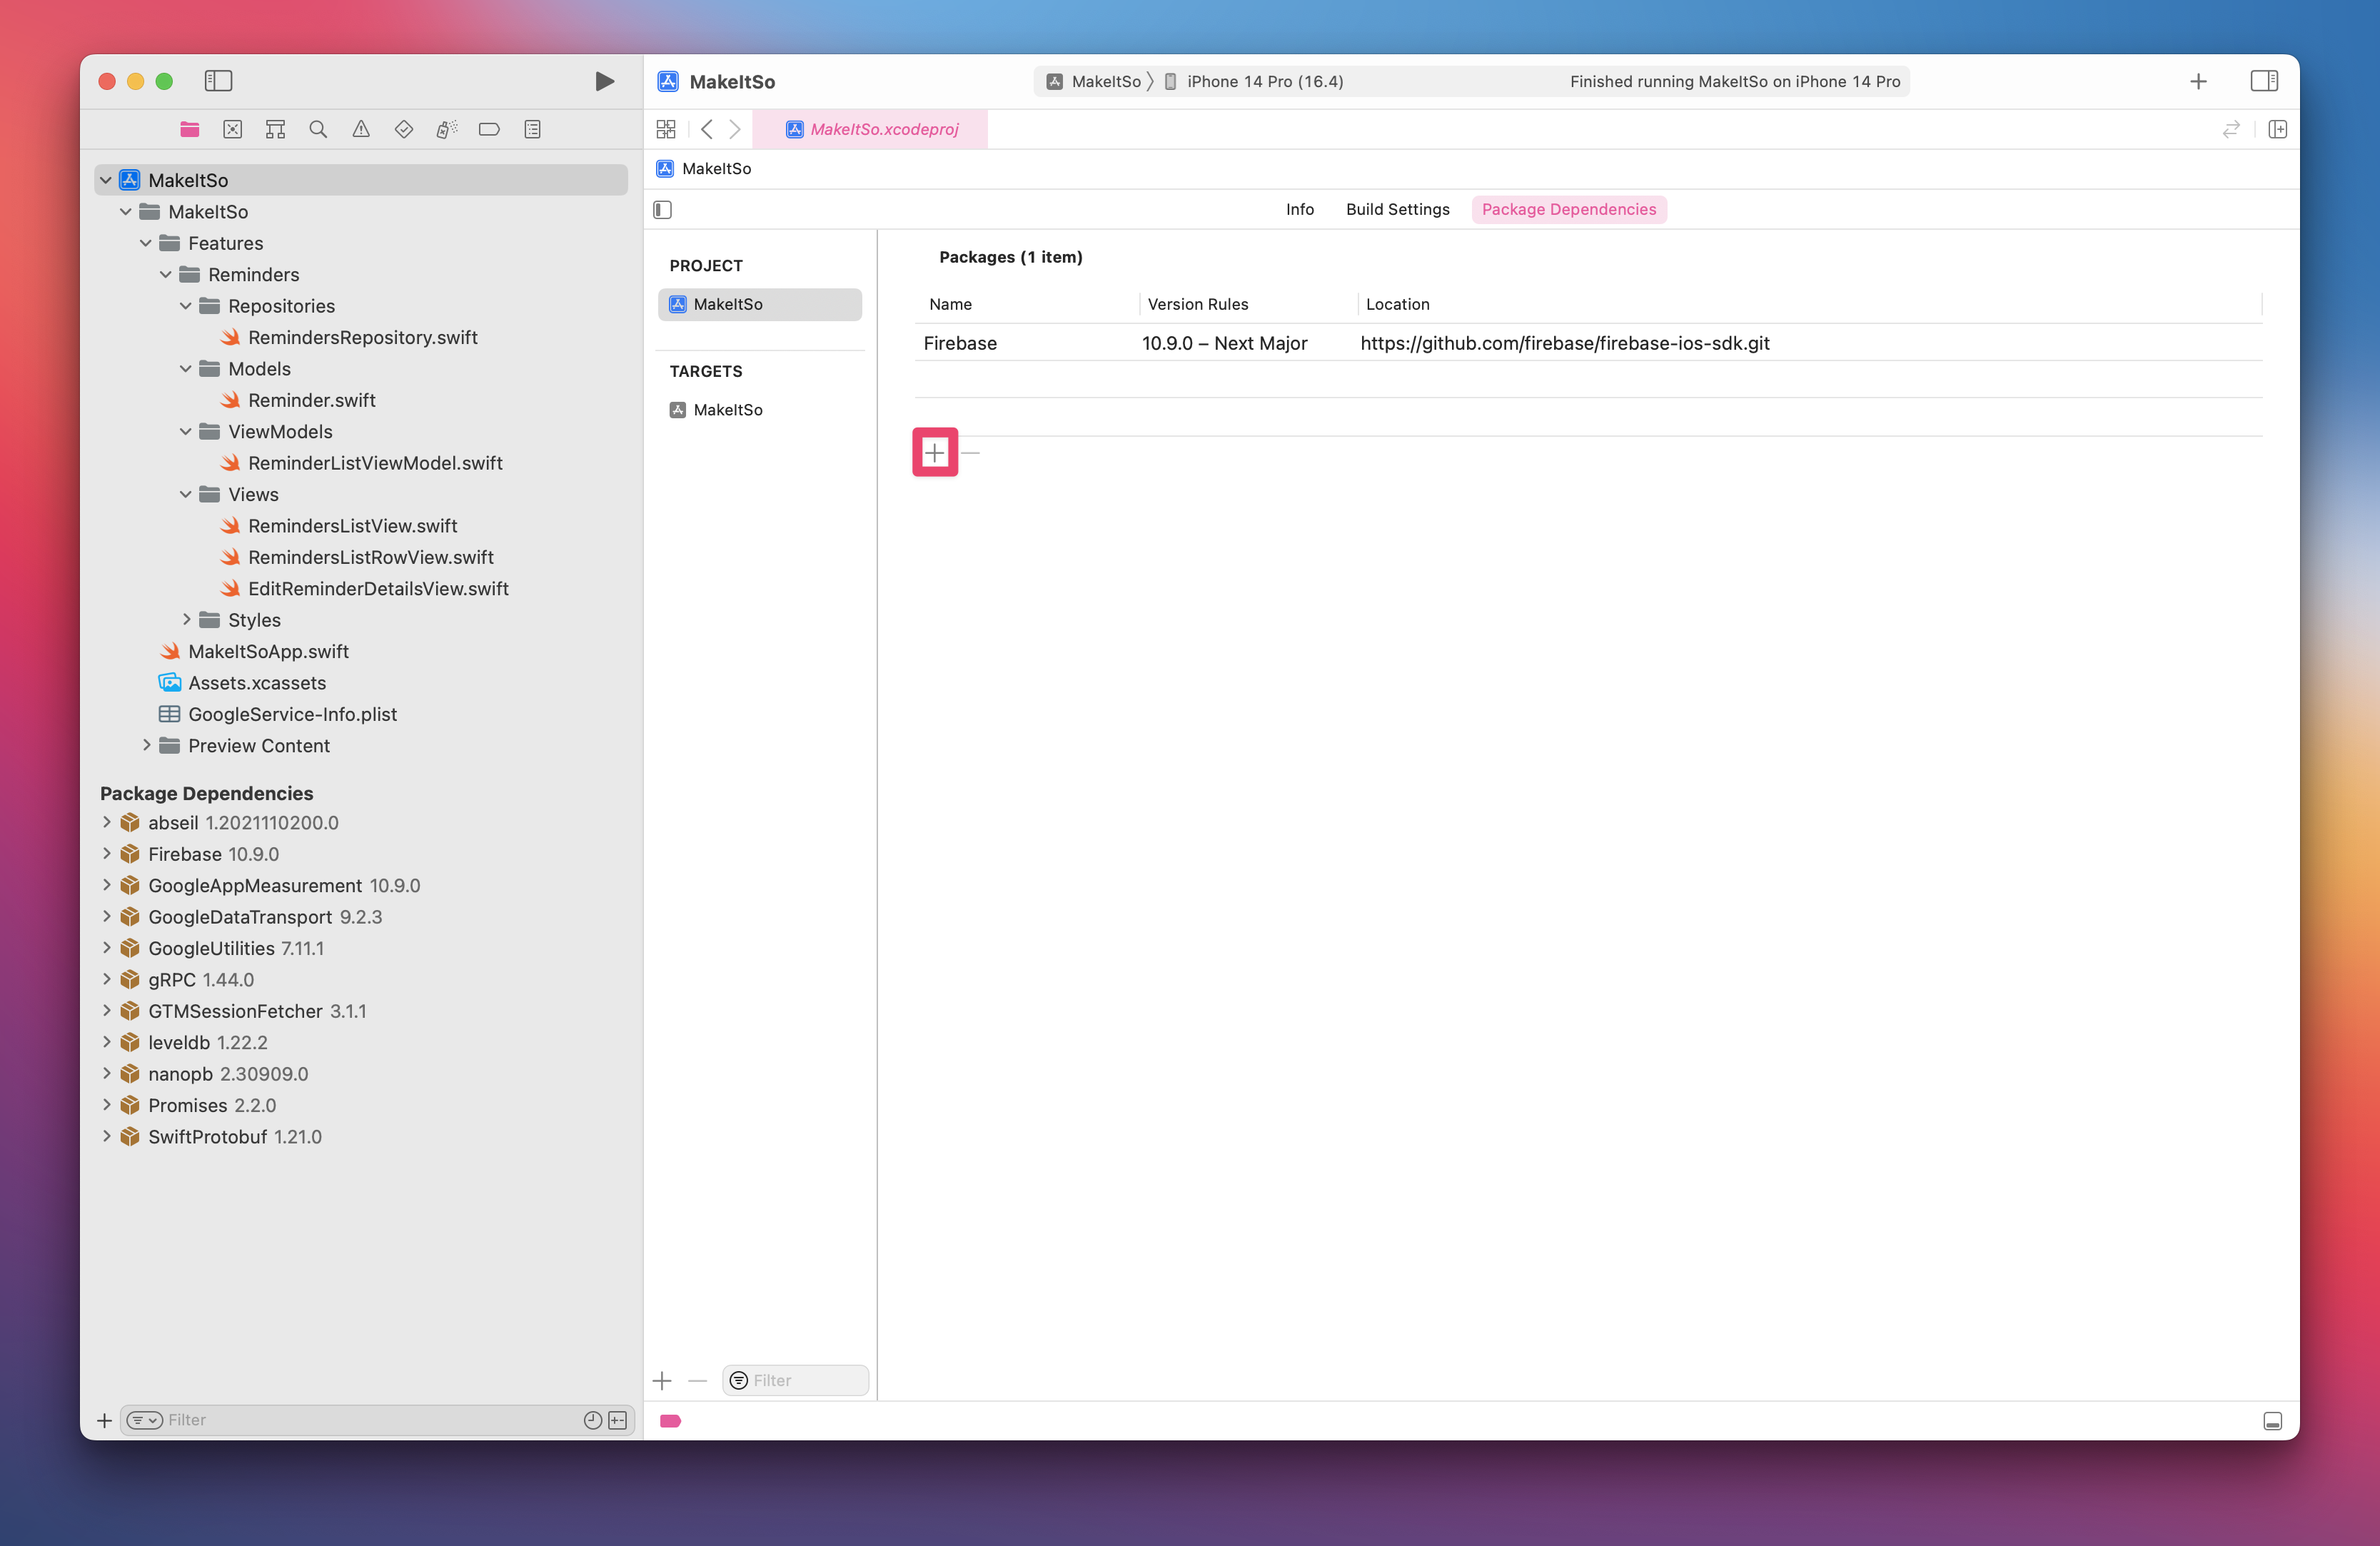 MakeItSo
MakeItSo
iPhone 14 Pro (16.4)
Finished running MakeItSo on iPhone 14 Pro
MakeItSo.xcodeproj
MakeItSo
MakeItSo
MakeItSo
Features
Reminders
Repositories
RemindersRepository.swift
Models
Reminder.swift
ViewModels
ReminderListViewModel.swift
Views
RemindersListView.swift
RemindersListRowView.swift
EditReminderDetailsView.swift
Styles
MakeItSoApp.swift
Assets.xcassets
GoogleService-Info.plist
Preview Content
Package Dependencies
abseil 1.2021110200.0
Firebase 10.9.0
GoogleAppMeasurement 10.9.0
GoogleDataTransport 9.2.3
GoogleUtilities 7.11.1
gRPC 1.44.0
GTMSessionFetcher 3.1.1
leveldb 1.22.2
nanopb 2.30909.0
Promises 2.2.0
SwiftProtobuf 1.21.0
Filter
Info
Build Settings
Package Dependencies
PROJECT
MakeItSo
TARGETS
MakeItSo
Filter
Packages (1 item)
Name
Version Rules
Location
Firebase
10.9.0 – Next Major
https://github.com/firebase/firebase-ios-sdk.git